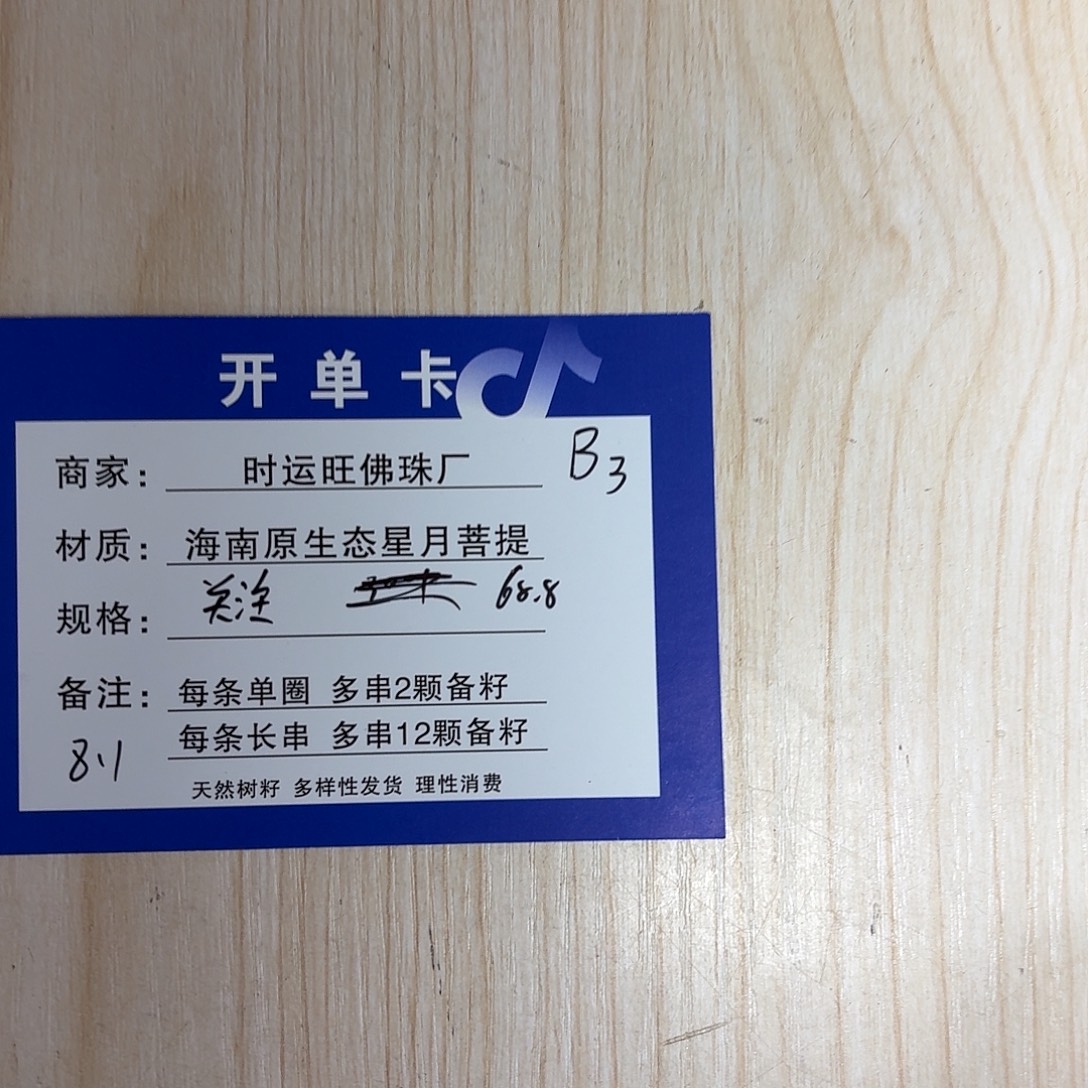 开单卡
商家： 时运旺佛珠厂 B3
材质： 海南原生态星月菩提
规格： 关注 68.8
备注： 每条单圈 多串2颗备籽
每条长串 多串12颗备籽
8.1
天然树籽 多样性发货 理性消费